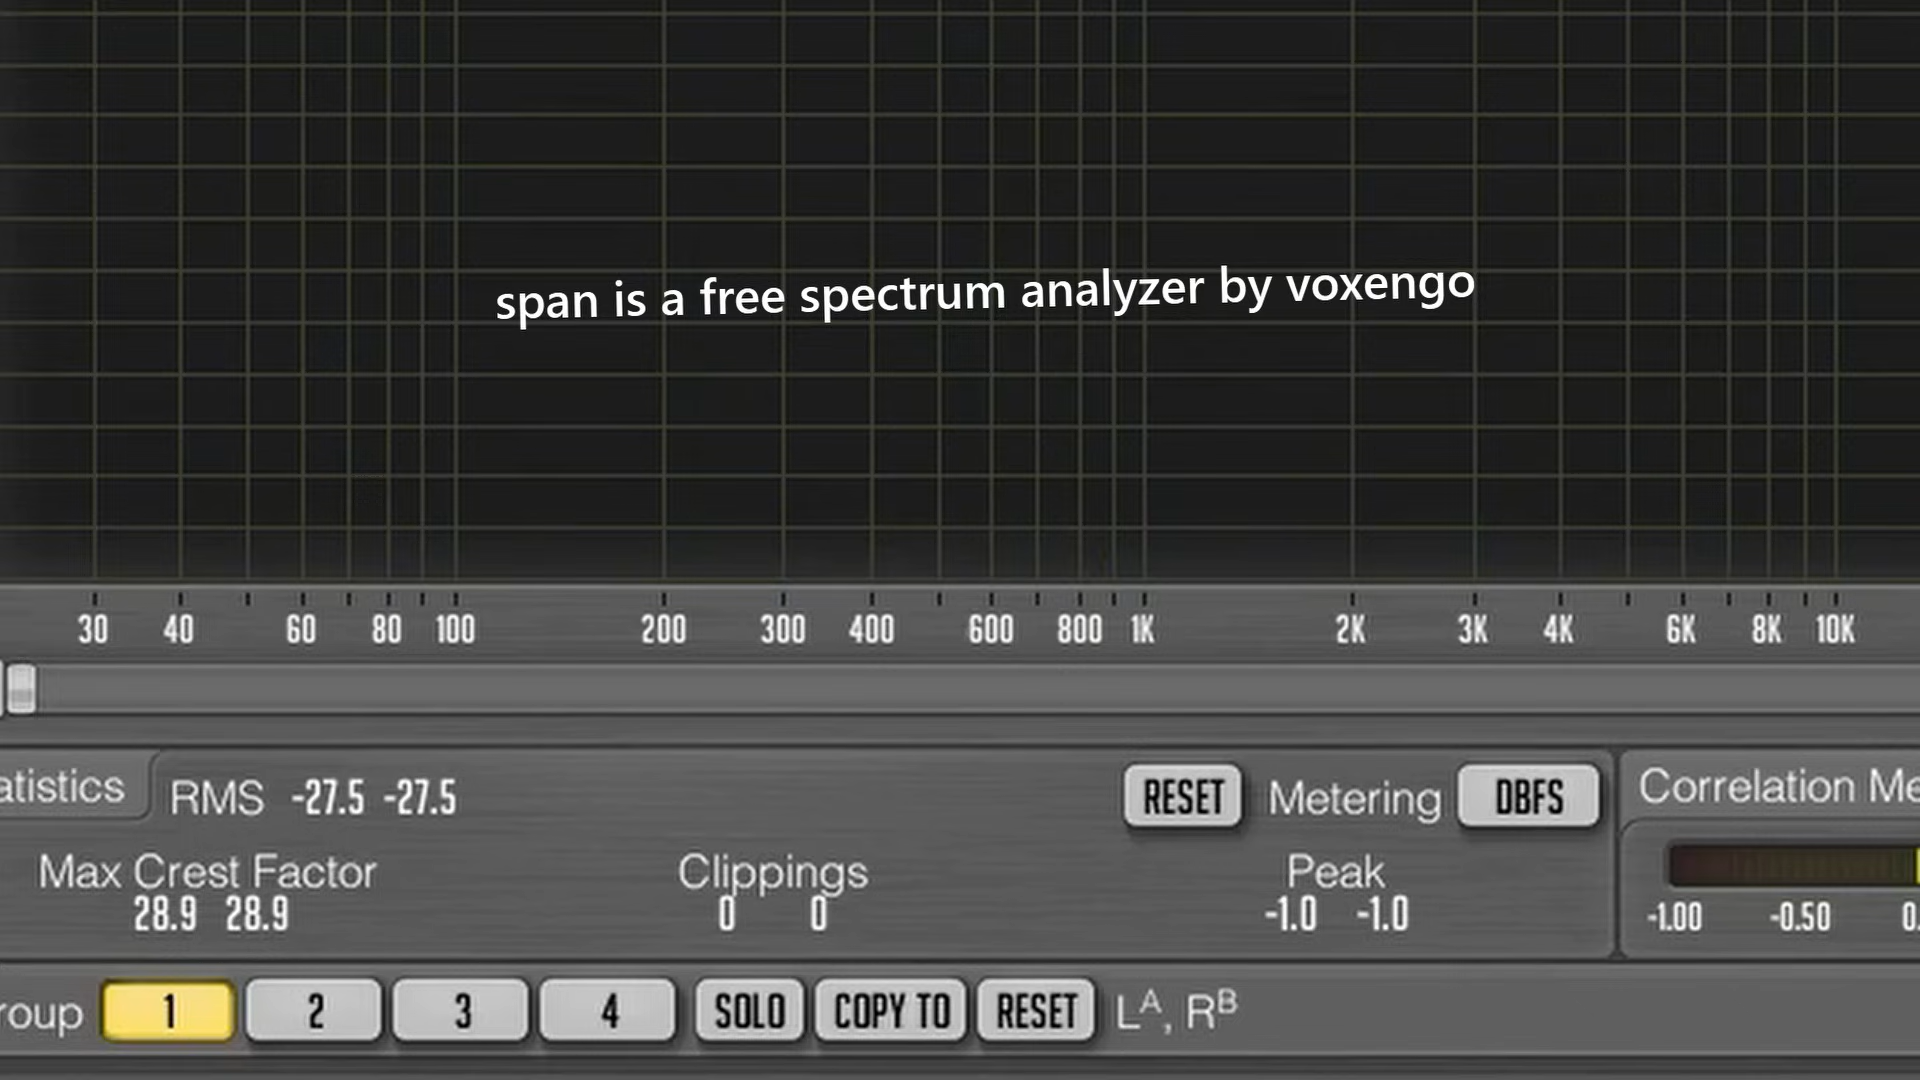 span is a free spectrum analyzer by voxengo
30 40 60 80 100 200 300 400 600 800 1K 2K 3K 4K 6K 8K 10K
atistics RMS -27.5 -27.5 RESET Metering DBFS Correlation Me
Max Crest Factor Clippings Peak
28.9 28.9 0 0 -1.0 -1.0 -1.00 -0.50 0.
roup 1 2 3 4 SOLO COPY TO RESET L^A, R^B